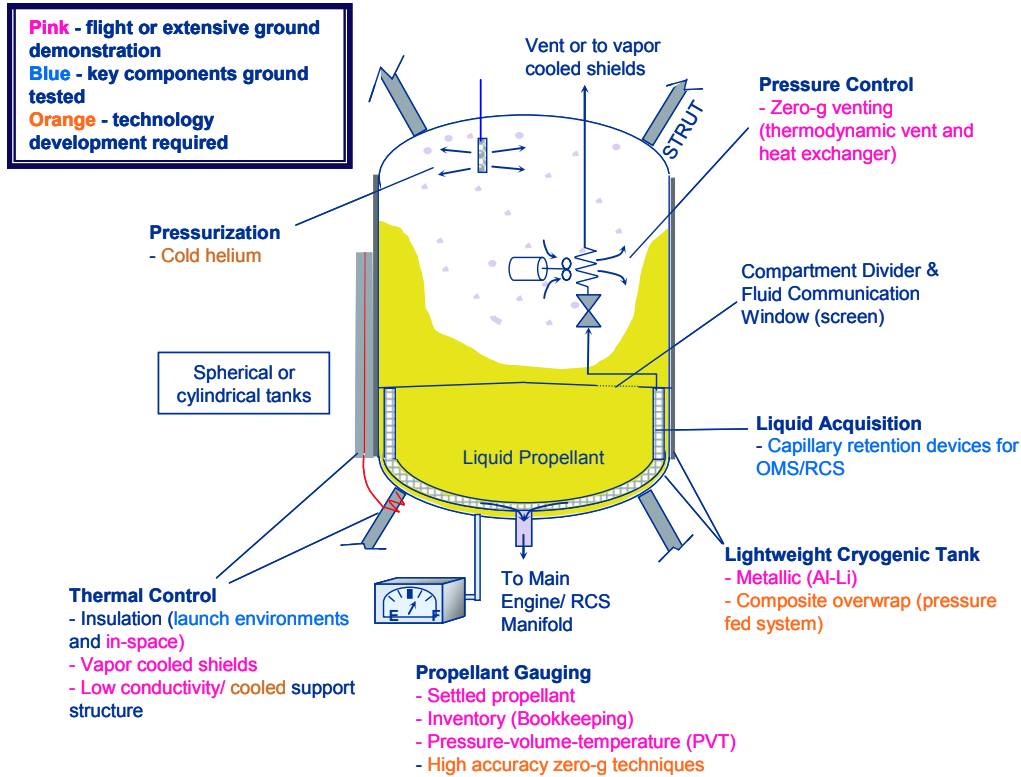 Pink - flight or extensive ground
demonstration
Blue - key components ground
tested
Orange - technology
development required
Vent or to vapor
cooled shields
STRUT
Pressure Control
- Zero-g venting
(thermodynamic vent and
heat exchanger)
Pressurization
- Cold helium
Compartment Divider &
Fluid Communication
Window (screen)
Spherical or
cylindrical tanks
Liquid Acquisition
- Capillary retention devices for
OMS/RCS
Liquid Propellant
Lightweight Cryogenic Tank
- Metallic (Al-Li)
- Composite overwrap (pressure
fed system)
To Main
Engine/ RCS
Manifold
E F
Thermal Control
- Insulation (launch environments
and in-space)
- Vapor cooled shields
- Low conductivity/ cooled support
structure
Propellant Gauging
- Settled propellant
- Inventory (Bookkeeping)
- Pressure-volume-temperature (PVT)
- High accuracy zero-g techniques